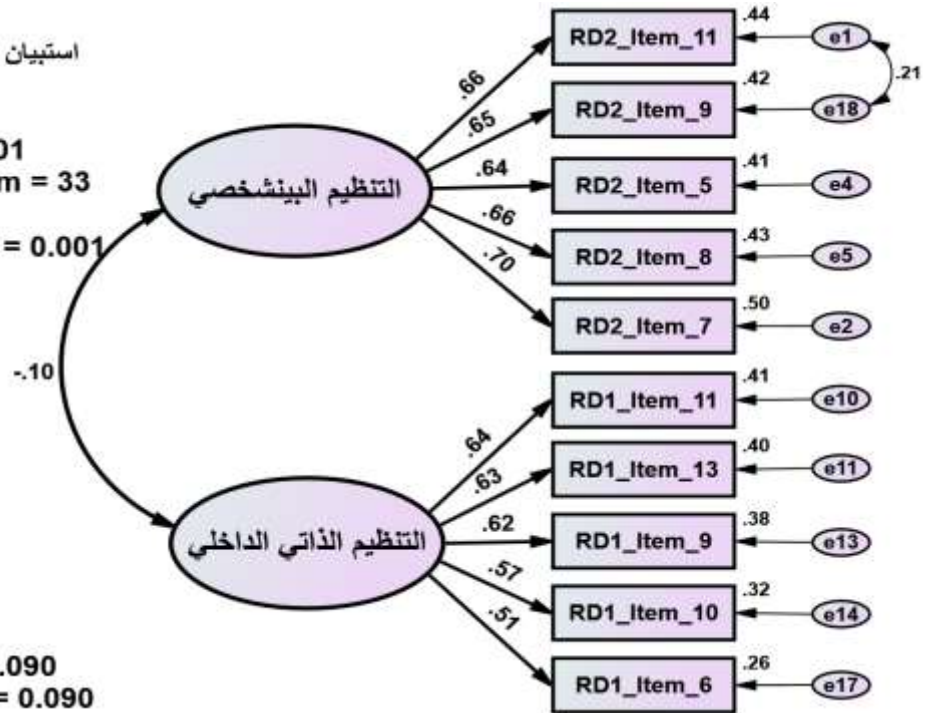 استبيان
01
m = 33
= 0.001
التنظيم البينشخصي
التنظيم الذاتي الداخلي
-.10
.66
.65
.64
.66
.70
.64
.63
.62
.57
.51
RD2_Item_11
.44
e1
.21
RD2_Item_9
.42
e18
RD2_Item_5
.41
e4
RD2_Item_8
.43
e5
RD2_Item_7
.50
e2
RD1_Item_11
.41
e10
RD1_Item_13
.40
e11
RD1_Item_9
.38
e13
RD1_Item_10
.32
e14
RD1_Item_6
.26
e17
.090
= 0.090